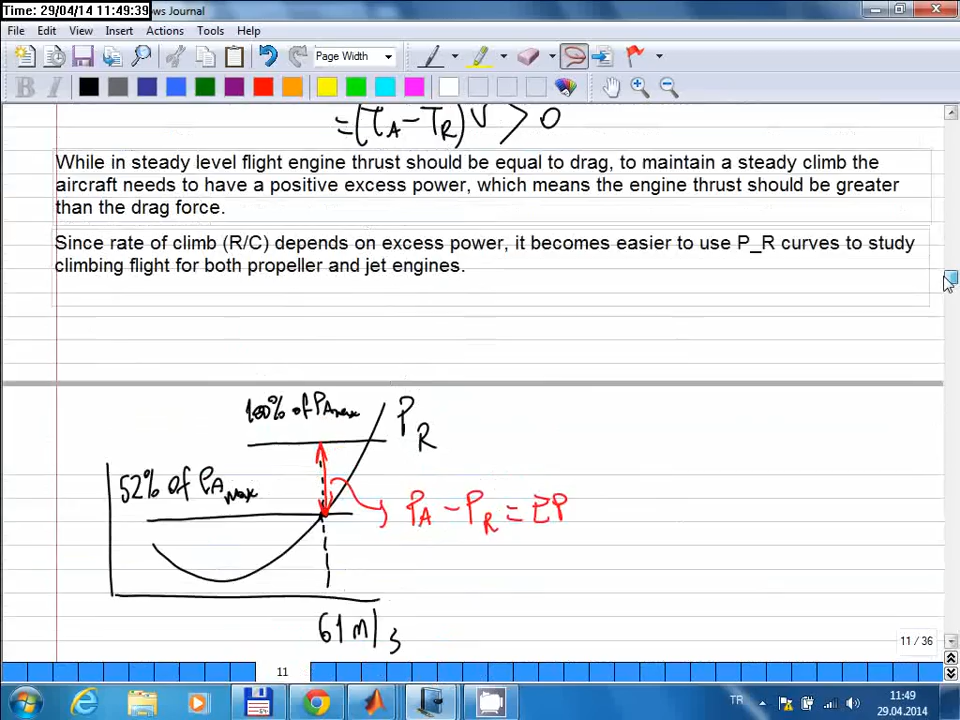 Time: 29/04/14 11:49:39
ws Journal
File Edit View Insert Actions Tools Help
Page Width
B I
=(T_A-T_R)V > 0
While in steady level flight engine thrust should be equal to drag, to maintain a steady climb the
aircraft needs to have a positive excess power, which means the engine thrust should be greater
than the drag force.
Since rate of climb (R/C) depends on excess power, it becomes easier to use P_R curves to study
climbing flight for both propeller and jet engines.
100% of P_Amax
P_R
52% of P_Amax
P_A - P_R = EP
61 m/s
11 / 36
11
TR
11:49
29.04.2014